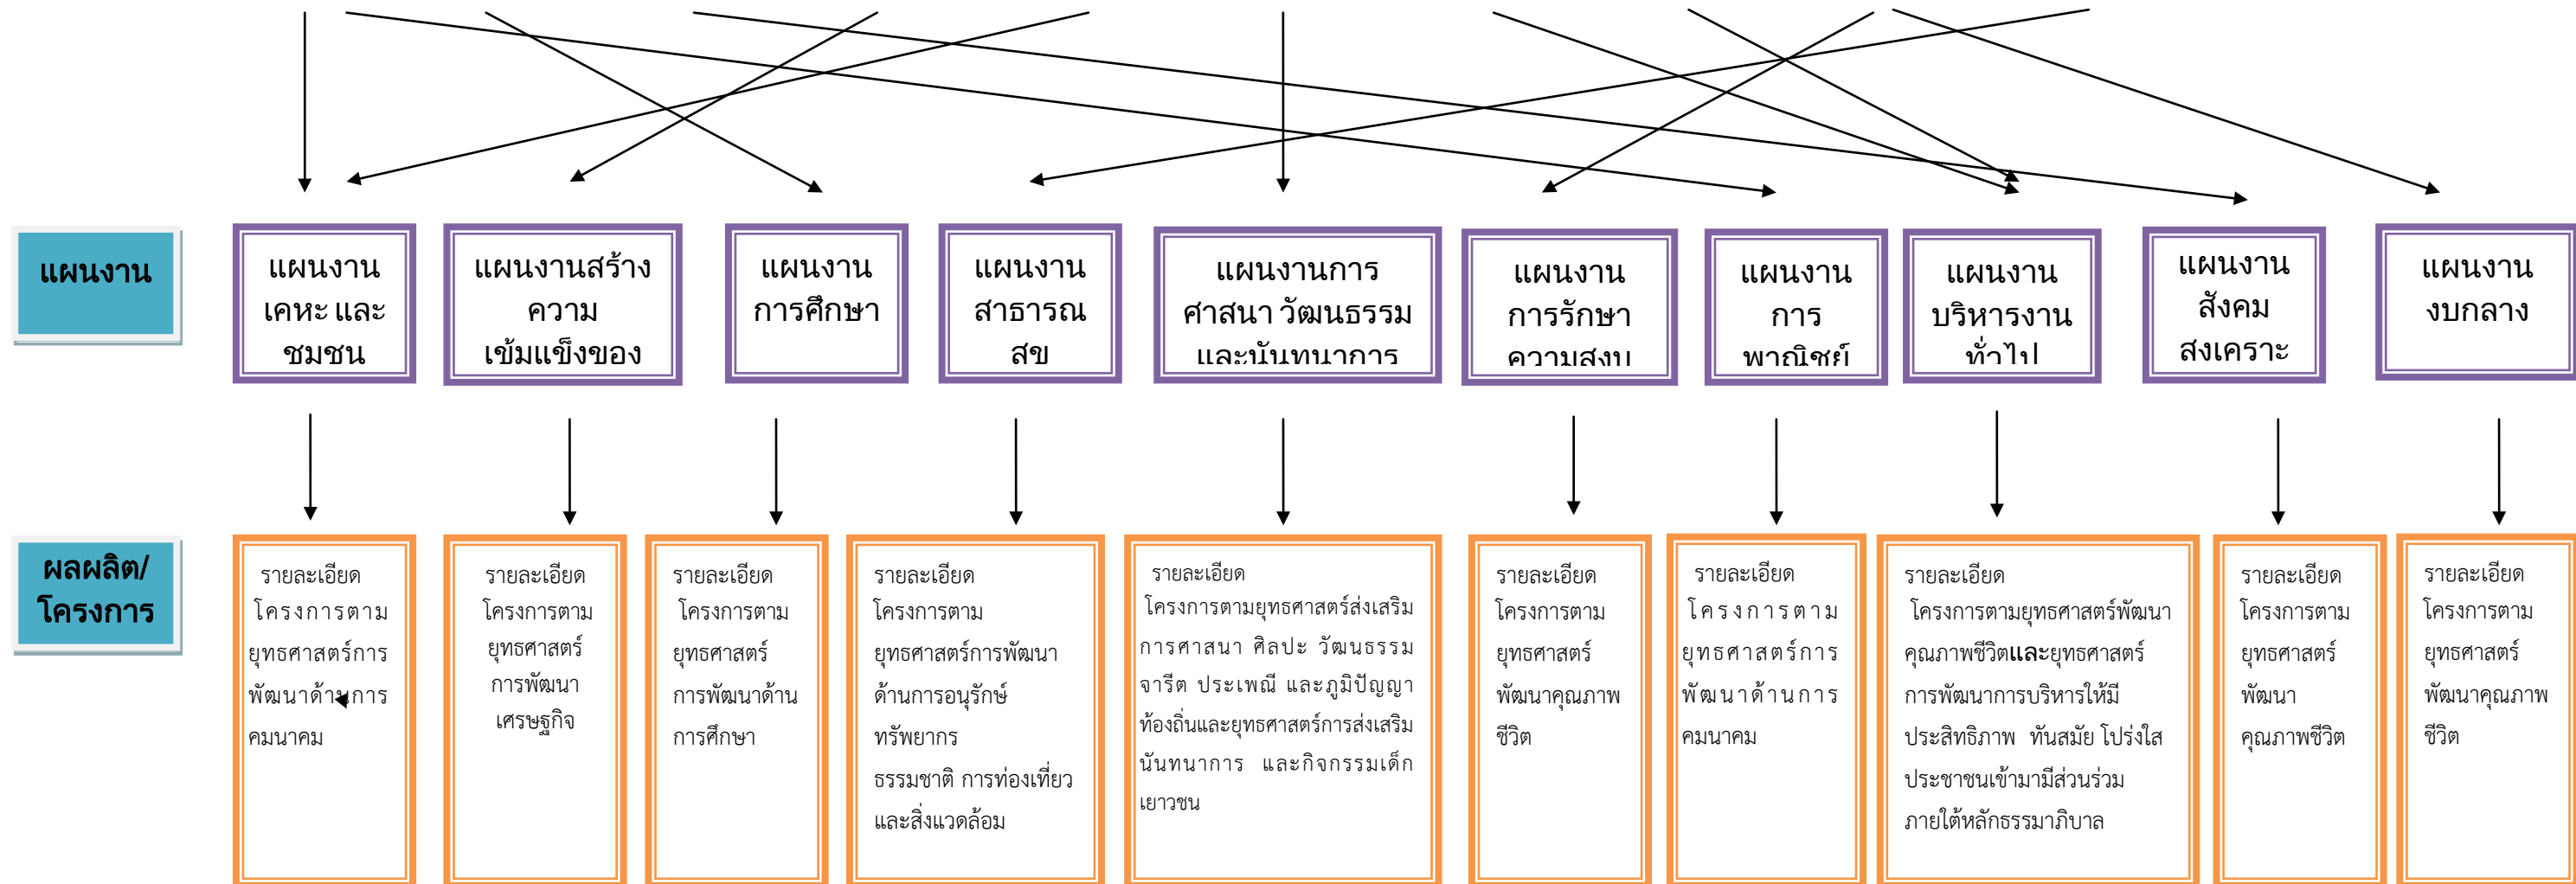 แผนงาน
แผนงาน
เคหะ และ
ชมชน
แผนงานสร้าง
ความ
เข้มแข็งของ
แผนงาน
การศึกษา
แผนงาน
สาธารณ
สข
แผนงานการ
ศาสนา วัฒนธรรม
และนันทนาการ
แผนงาน
การรักษา
ความสงบ
แผนงาน
การ
พาณิชย์
แผนงาน
บริหารงาน
ทั่วไป
แผนงาน
สังคม
สงเคราะ
แผนงาน
งบกลาง
ผลผลิต/
โครงการ
รายละเอียด
โครงการตาม
ยุทธศาสตร์การ
พัฒนาด้านการ
คมนาคม
รายละเอียด
โครงการตาม
ยุทธศาสตร์
การพัฒนา
เศรษฐกิจ
รายละเอียด
โครงการตาม
ยุทธศาสตร์
การพัฒนาด้าน
การศึกษา
รายละเอียด
โครงการตาม
ยุทธศาสตร์การพัฒนา
ด้านการอนุรักษ์
ทรัพยากร
ธรรมชาติ การท่องเที่ยว
และสิ่งแวดล้อม
รายละเอียด
โครงการตามยุทธศาสตร์ส่งเสริม
การศาสนา ศิลปะ วัฒนธรรม
จารีต ประเพณี และภูมิปัญญา
ท้องถิ่นและยุทธศาสตร์การส่งเสริม
นันทนาการ และกิจกรรมเด็ก
เยาวชน
รายละเอียด
โครงการตาม
ยุทธศาสตร์
พัฒนาคุณภาพ
ชีวิต
รายละเอียด
โครงการตาม
ยุทธศาสตร์การ
พัฒนาด้านการ
คมนาคม
รายละเอียด
โครงการตามยุทธศาสตร์พัฒนา
คุณภาพชีวิตและยุทธศาสตร์
การพัฒนาการบริหารให้มี
ประสิทธิภาพ ทันสมัย โปร่งใส
ประชาชนเข้ามามีส่วนร่วม
ภายใต้หลักธรรมาภิบาล
รายละเอียด
โครงการตาม
ยุทธศาสตร์
พัฒนา
คุณภาพชีวิต
รายละเอียด
โครงการตาม
ยุทธศาสตร์
พัฒนาคุณภาพ
ชีวิต